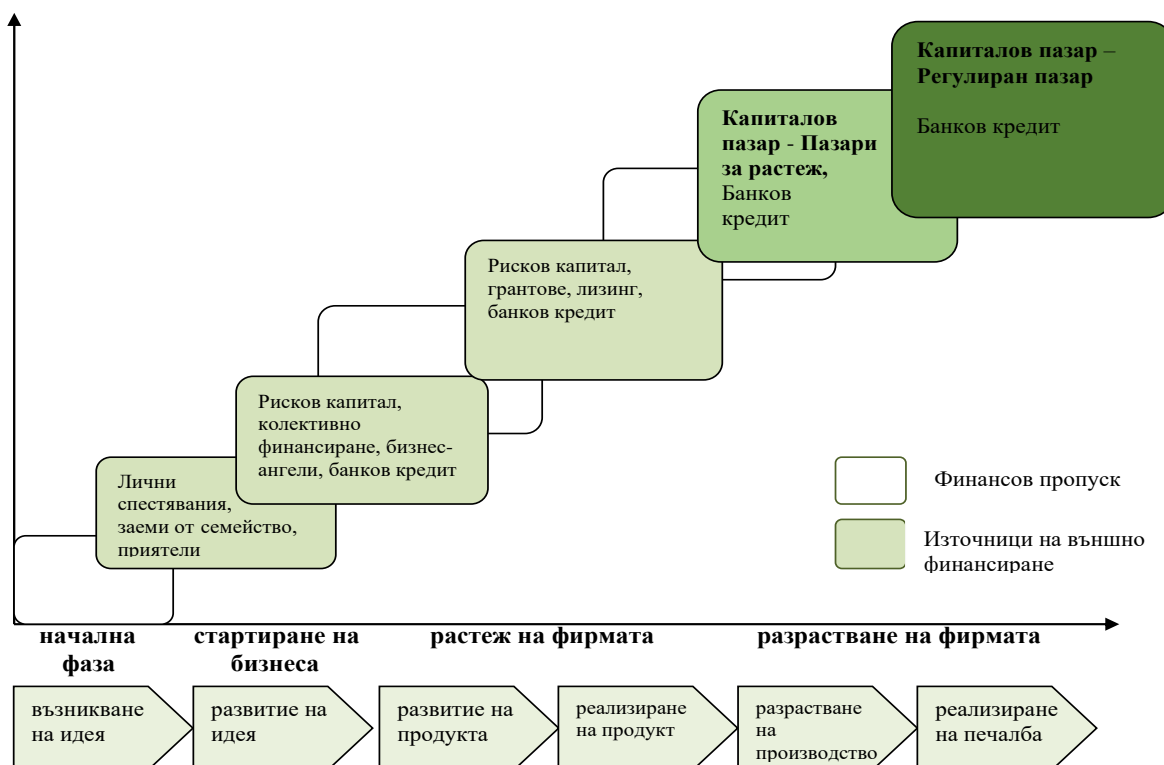 Капиталов пазар –
Регулиран пазар
Банков кредит
Капиталов
пазар - Пазари
за растеж,
Банков
кредит
Рисков капитал,
грантове, лизинг,
банков кредит
Рисков капитал,
колективно
финансиране, бизнес-
ангели, банков кредит
Лични
спестявания,
заеми от семейство,
приятели
Финансов пропуск
Източници на външно
финансиране
начална
фаза
стартиране на
бизнеса
растеж на фирмата
разрастване на фирмата
възникване
на идея
развитие на
идея
развитие на
продукта
реализиране
на продукт
разрастване
на
производство
реализиране
на печалба